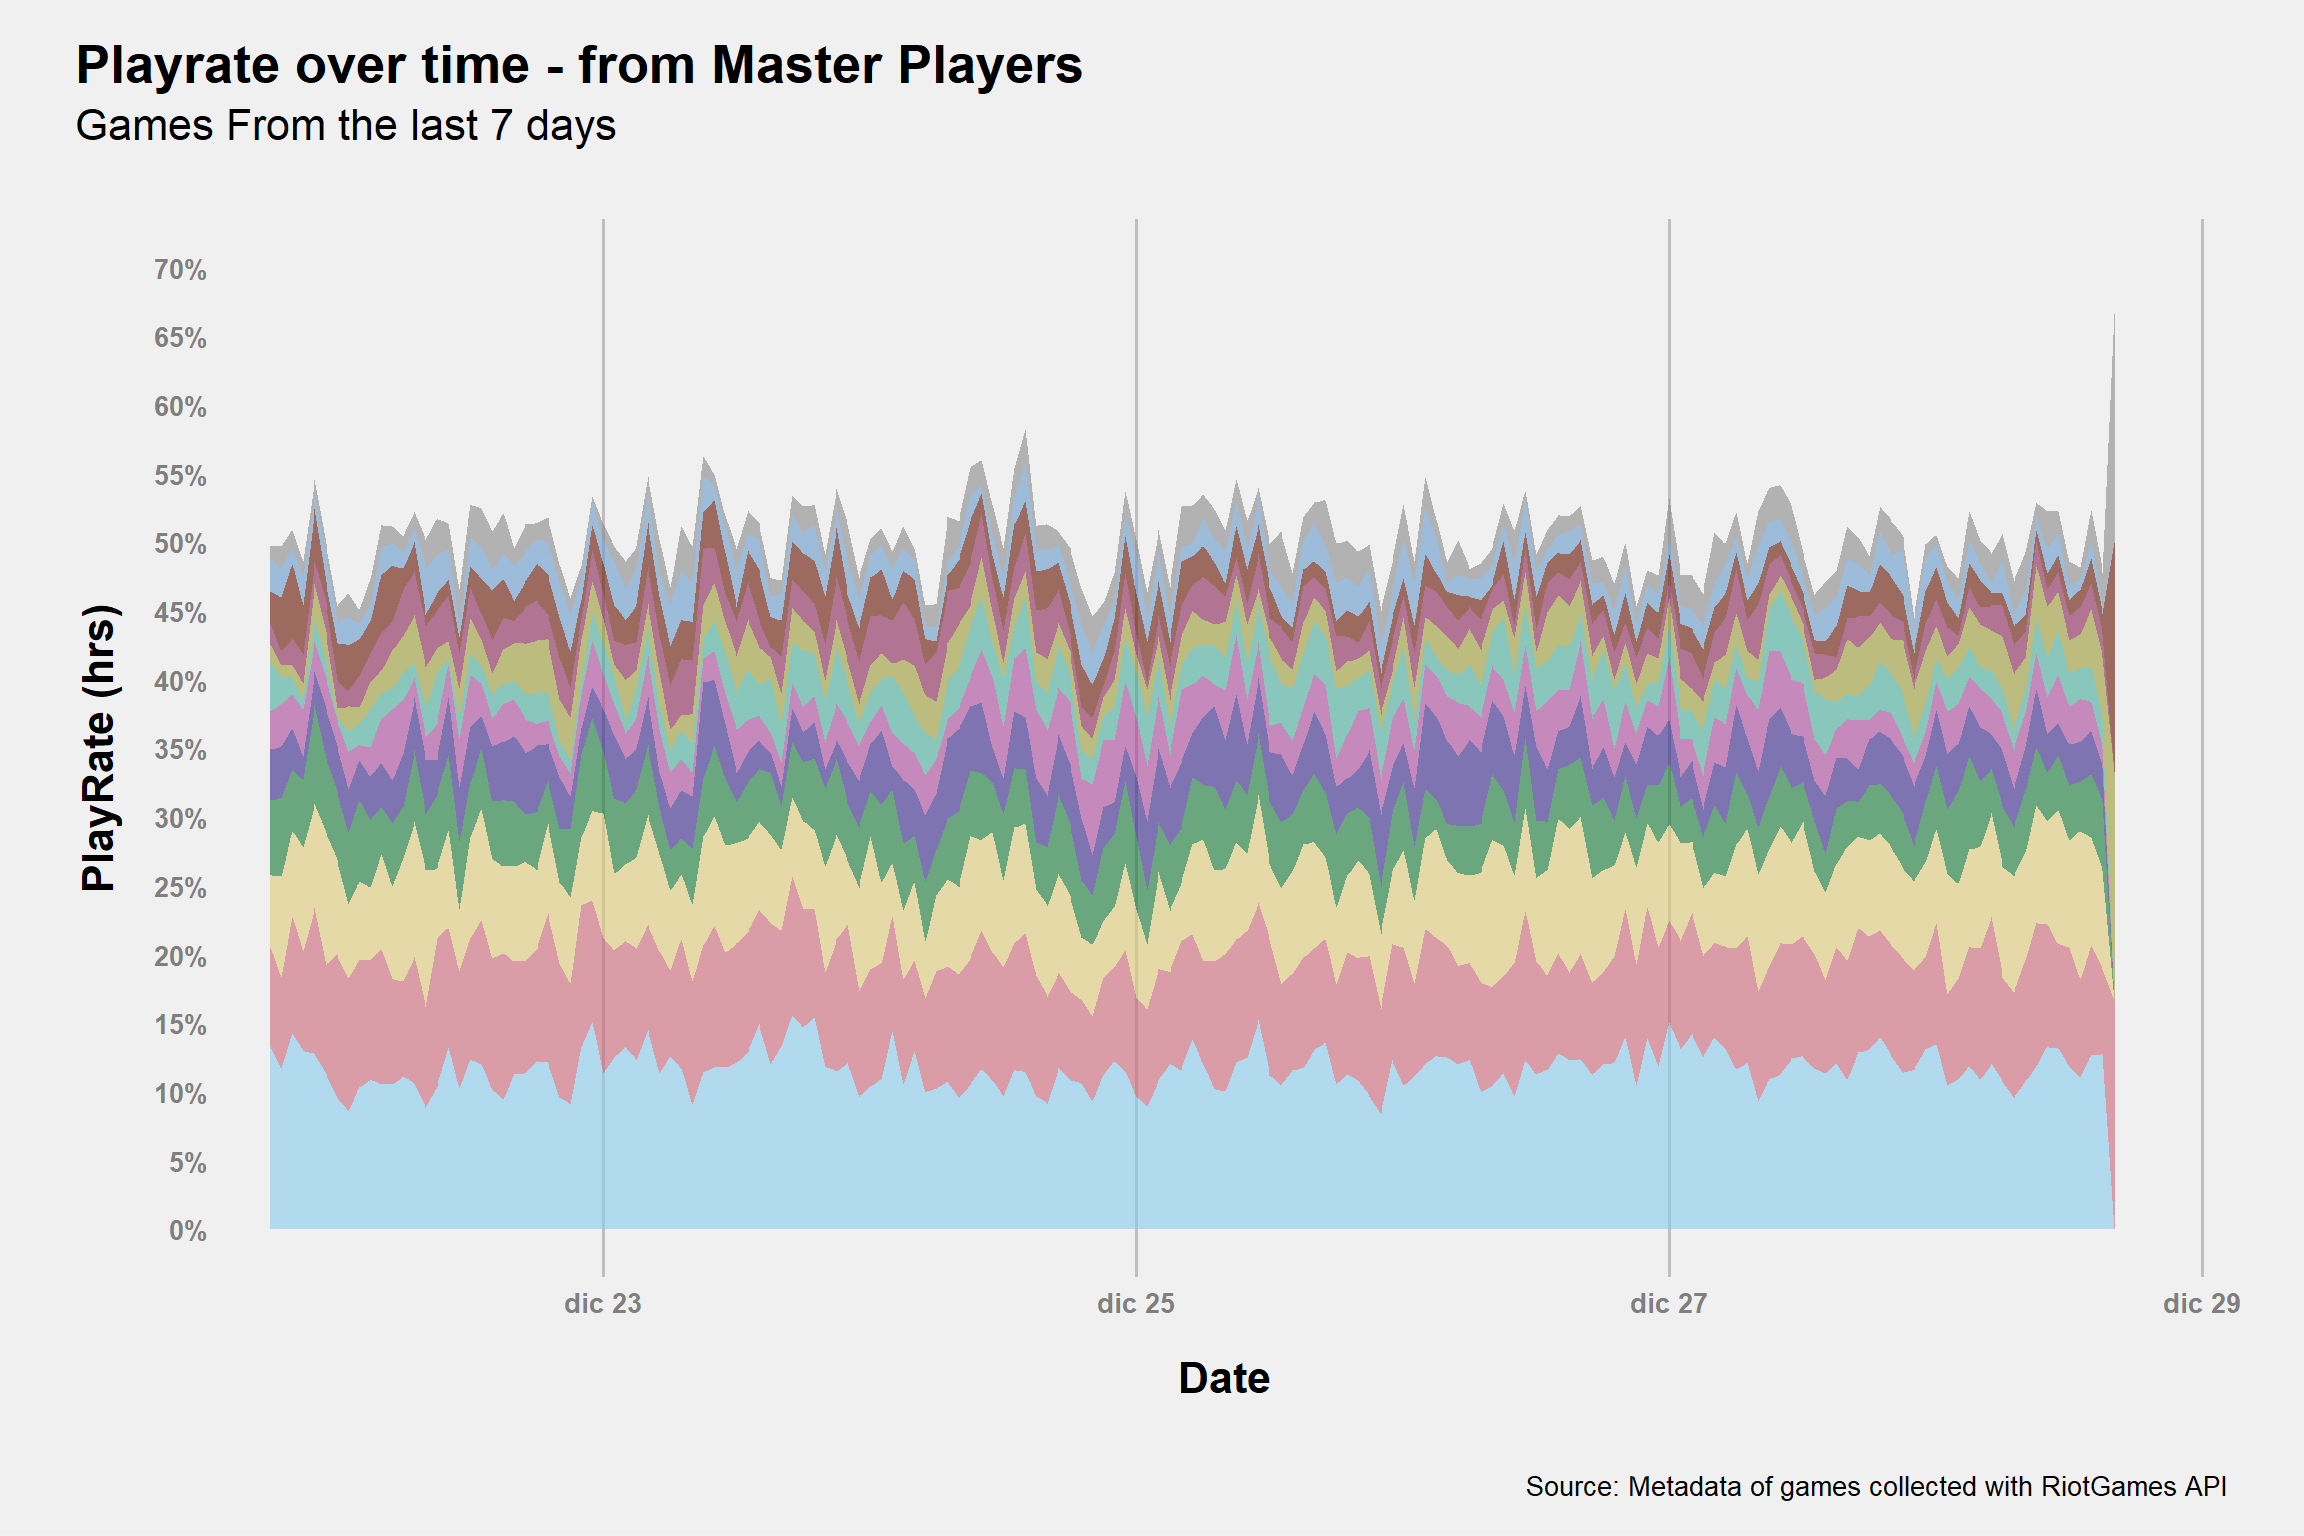 Playrate over time - from Master Players
Games From the last 7 days
70%
65%
60%
55%
50%
45%
40%
35%
30%
25%
20%
15%
10%
5%
0%
PlayRate (hrs)
dic 23
dic 25
dic 27
dic 29
Date
Source: Metadata of games collected with RiotGames API